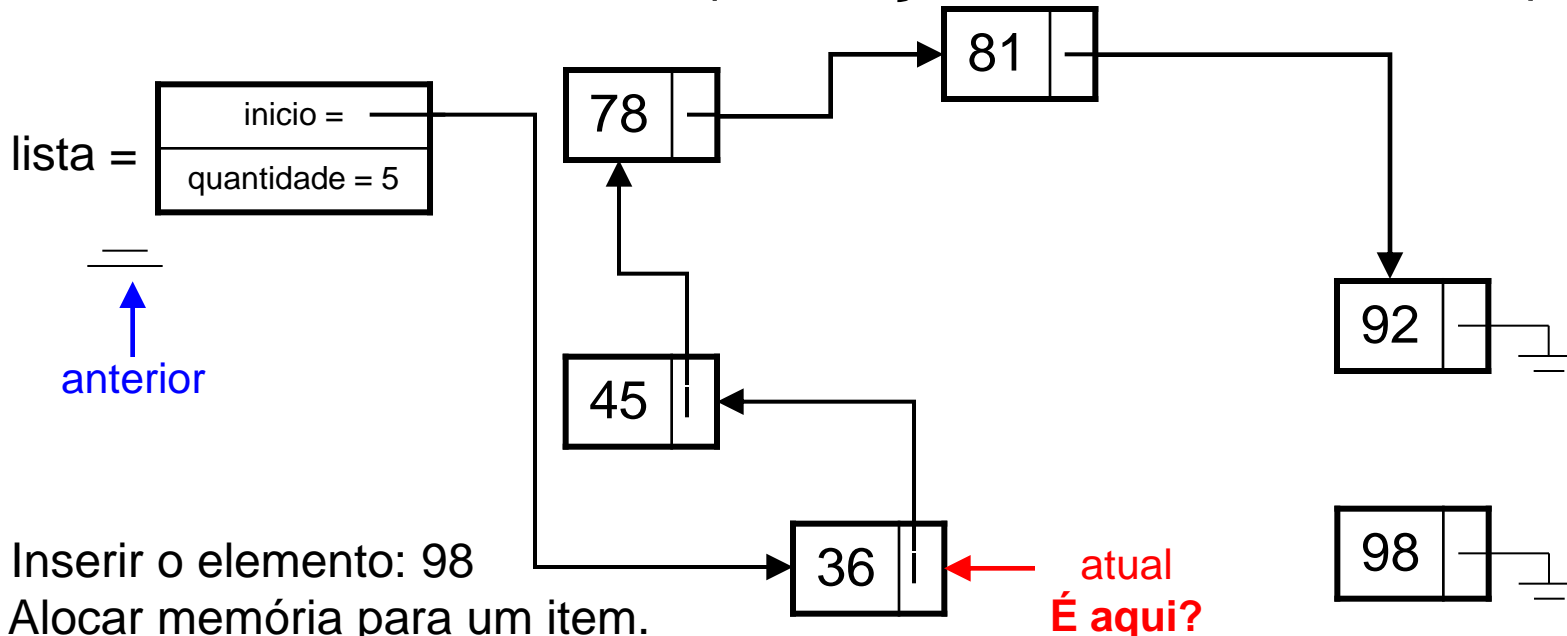 81
78
inicio =
lista =
quantidade = 5
92
anterior
45
98
36
atual
É aqui?
Inserir o elemento: 98
Alocar memória para um item.